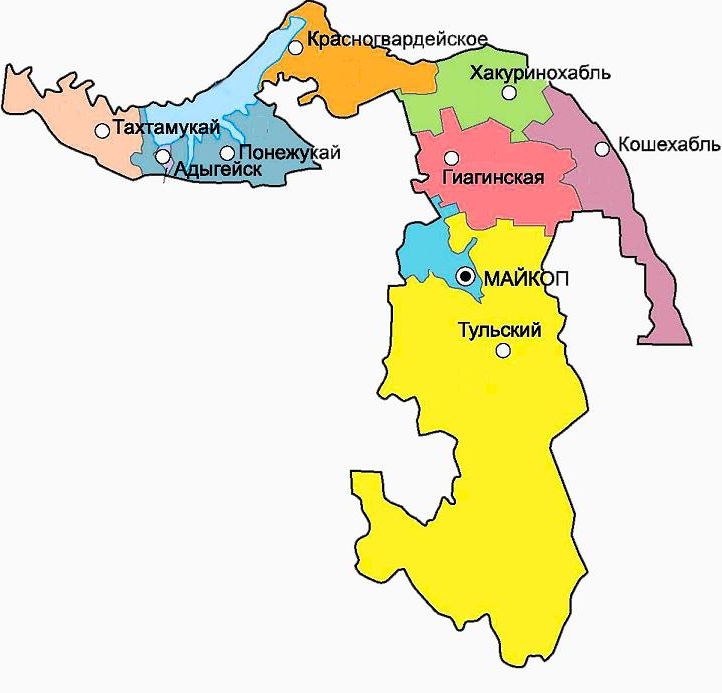 Красногвардейское
Хакуринохабль
Тахтамукай
Кошехабль
Понежукай
Адыгейск
Гиагинская
МАЙКОП
Тульский